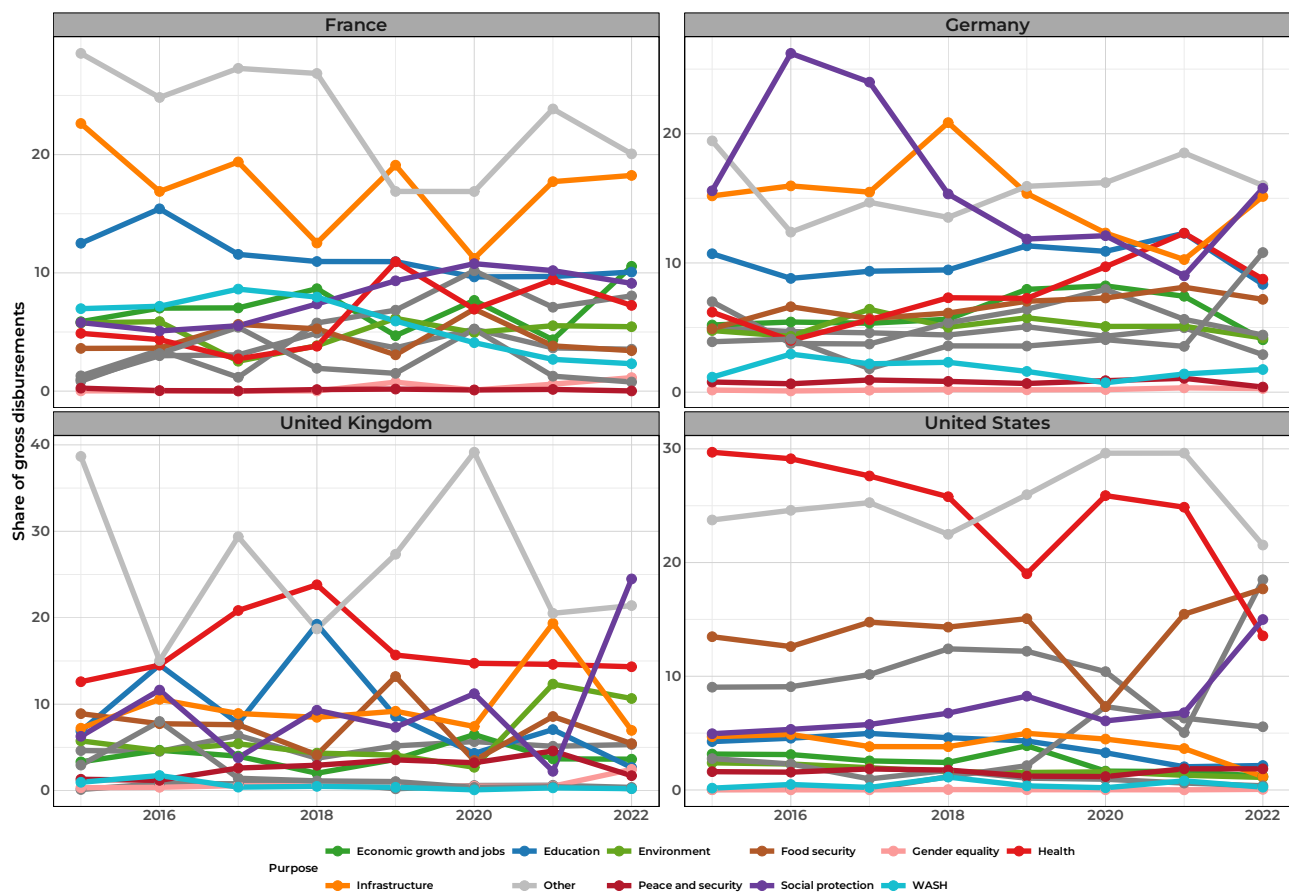 France
Germany
20
10
0
20
10
0
Share of gross disbursements
United Kingdom
United States
40
30
20
10
0
30
20
10
0
2016
2018
2020
2022
2016
2018
2020
2022
Purpose
Economic growth and jobs
Education
Environment
Food security
Gender equality
Health
Infrastructure
Other
Peace and security
Social protection
WASH